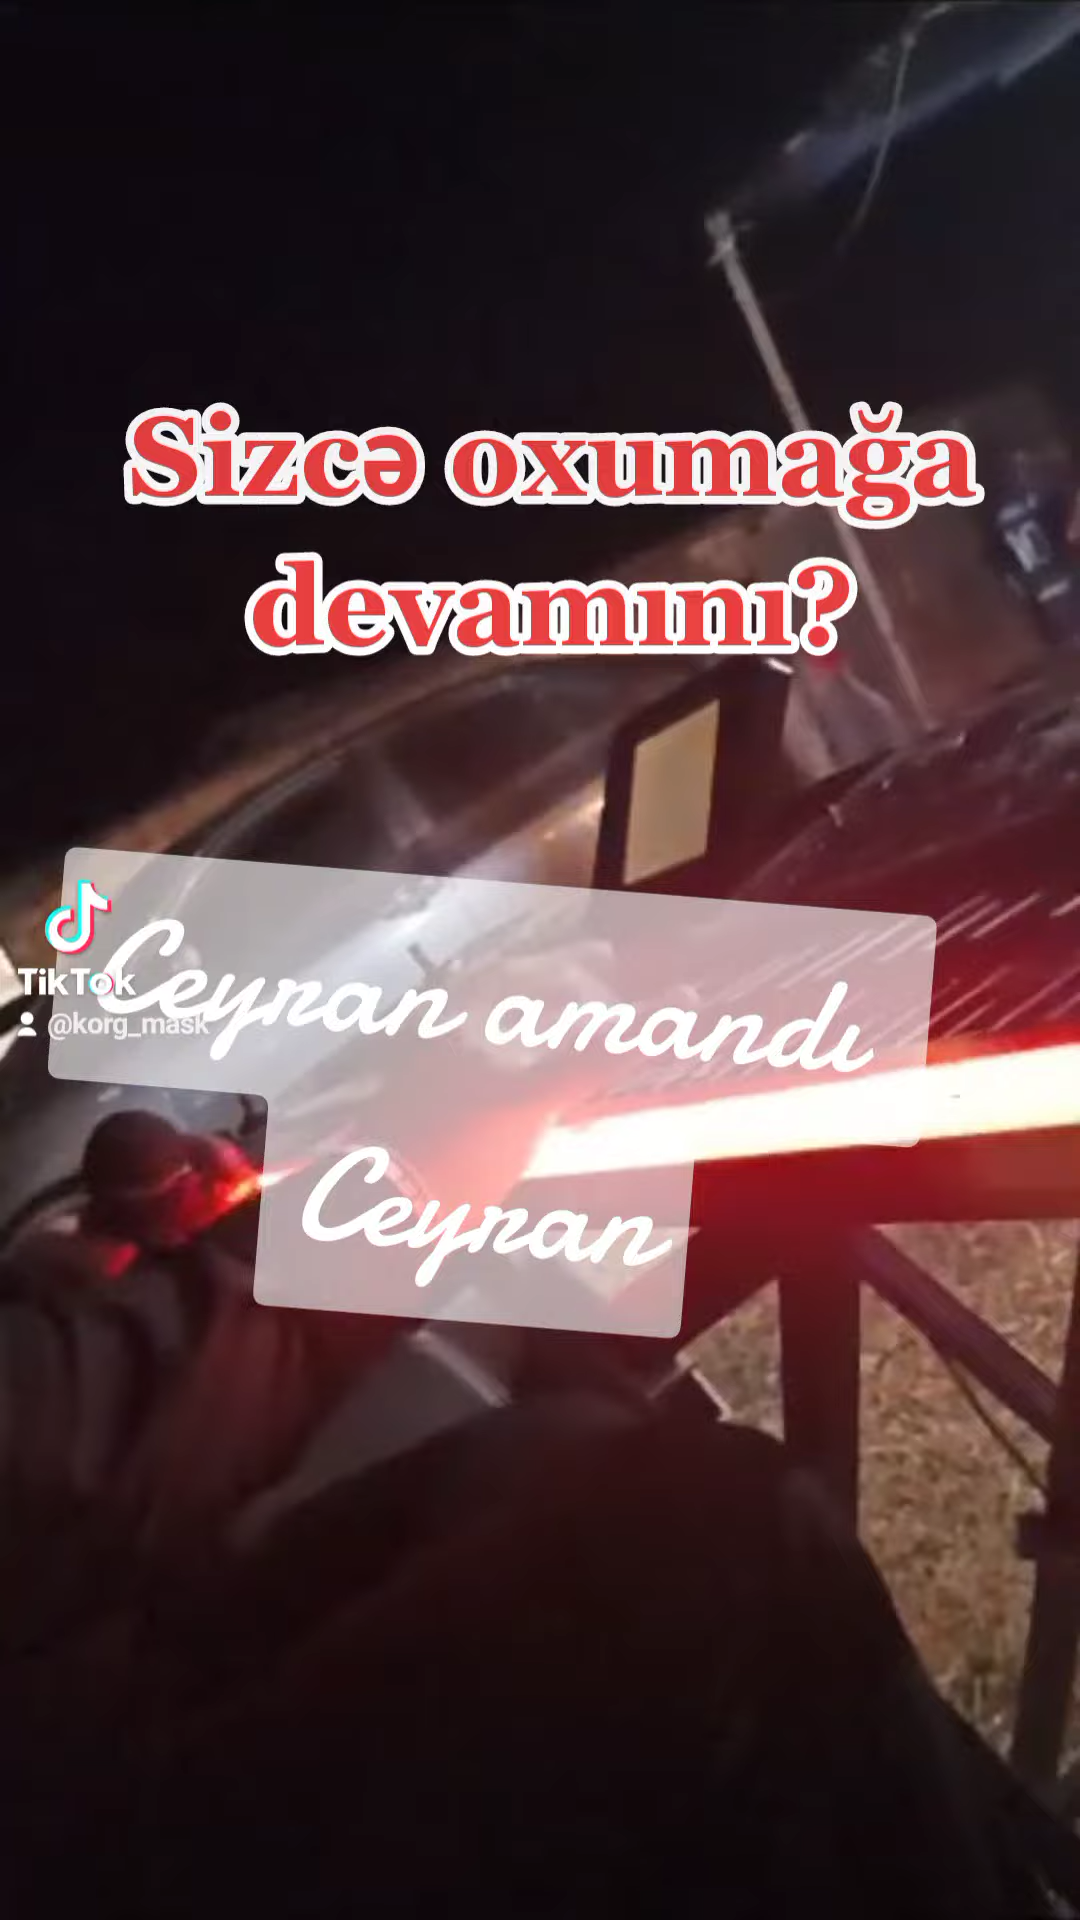 Sizcə oxumağa
devamını?
TikTok
@korg_mask
Ceyran amandı
Ceyran